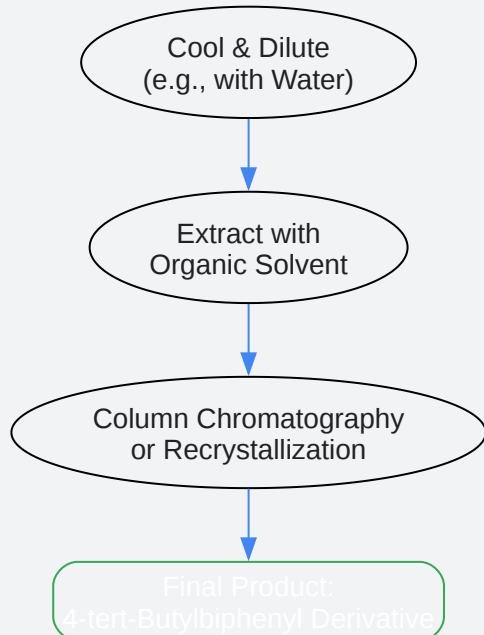 Cool & Dilute
(e.g., with Water)
Extract with
Organic Solvent
Column Chromatography
or Recrystallization
Final Product:
4-tert-Butylbiphenyl Derivative